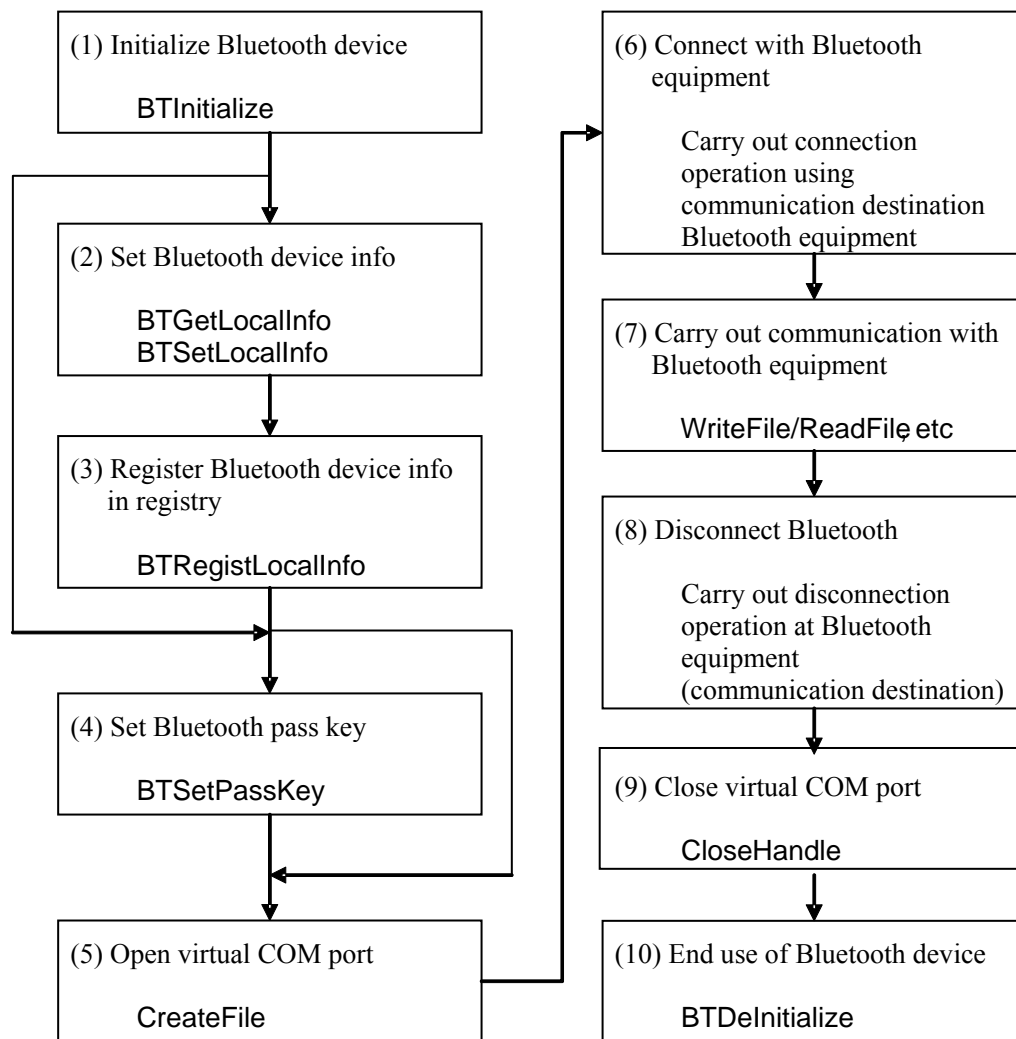 (1) Initialize Bluetooth device
BTInitialize
(2) Set Bluetooth device info
BTGetLocalInfo
BTSetLocalInfo
(3) Register Bluetooth device info
in registry
BTRegistLocalInfo
(4) Set Bluetooth pass key
BTSetPassKey
(5) Open virtual COM port
CreateFile
(6) Connect with Bluetooth
equipment
Carry out connection
operation using
communication destination
Bluetooth equipment
(7) Carry out communication with
Bluetooth equipment
WriteFile/ReadFile, etc
(8) Disconnect Bluetooth
Carry out disconnection
operation at Bluetooth
equipment
(communication destination)
(9) Close virtual COM port
CloseHandle
(10) End use of Bluetooth device
BTDeInitialize